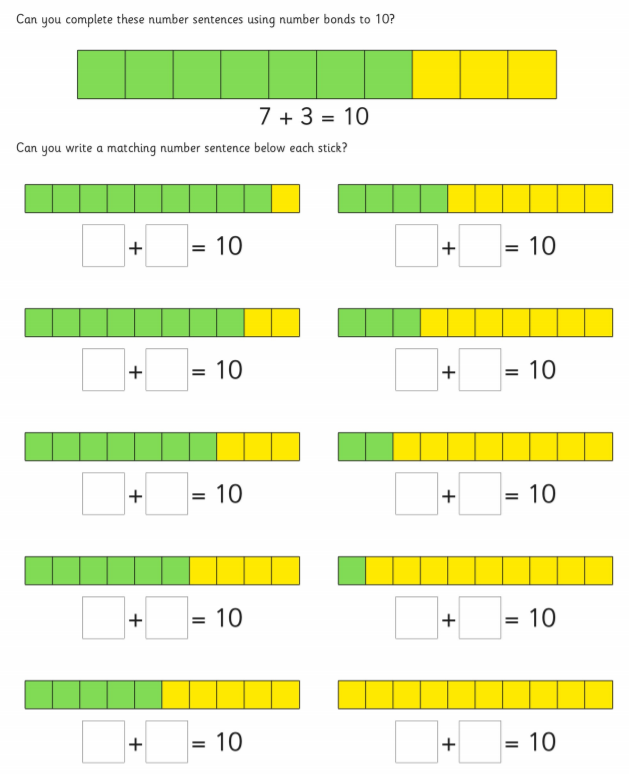 Can you complete these number sentences using number bonds to 10?
7 + 3 = 10
Can you write a matching number sentence below each stick?
+ = 10
+ = 10
+ = 10
+ = 10
+ = 10
+ = 10
+ = 10
+ = 10
+ = 10
+ = 10